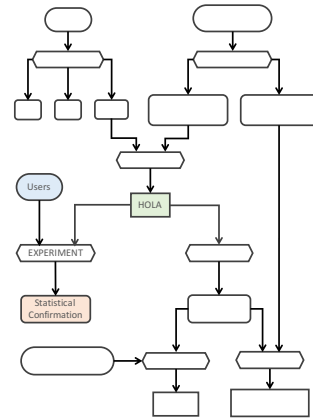 Users
HOLA
EXPERIMENT
Statistical
Confirmation